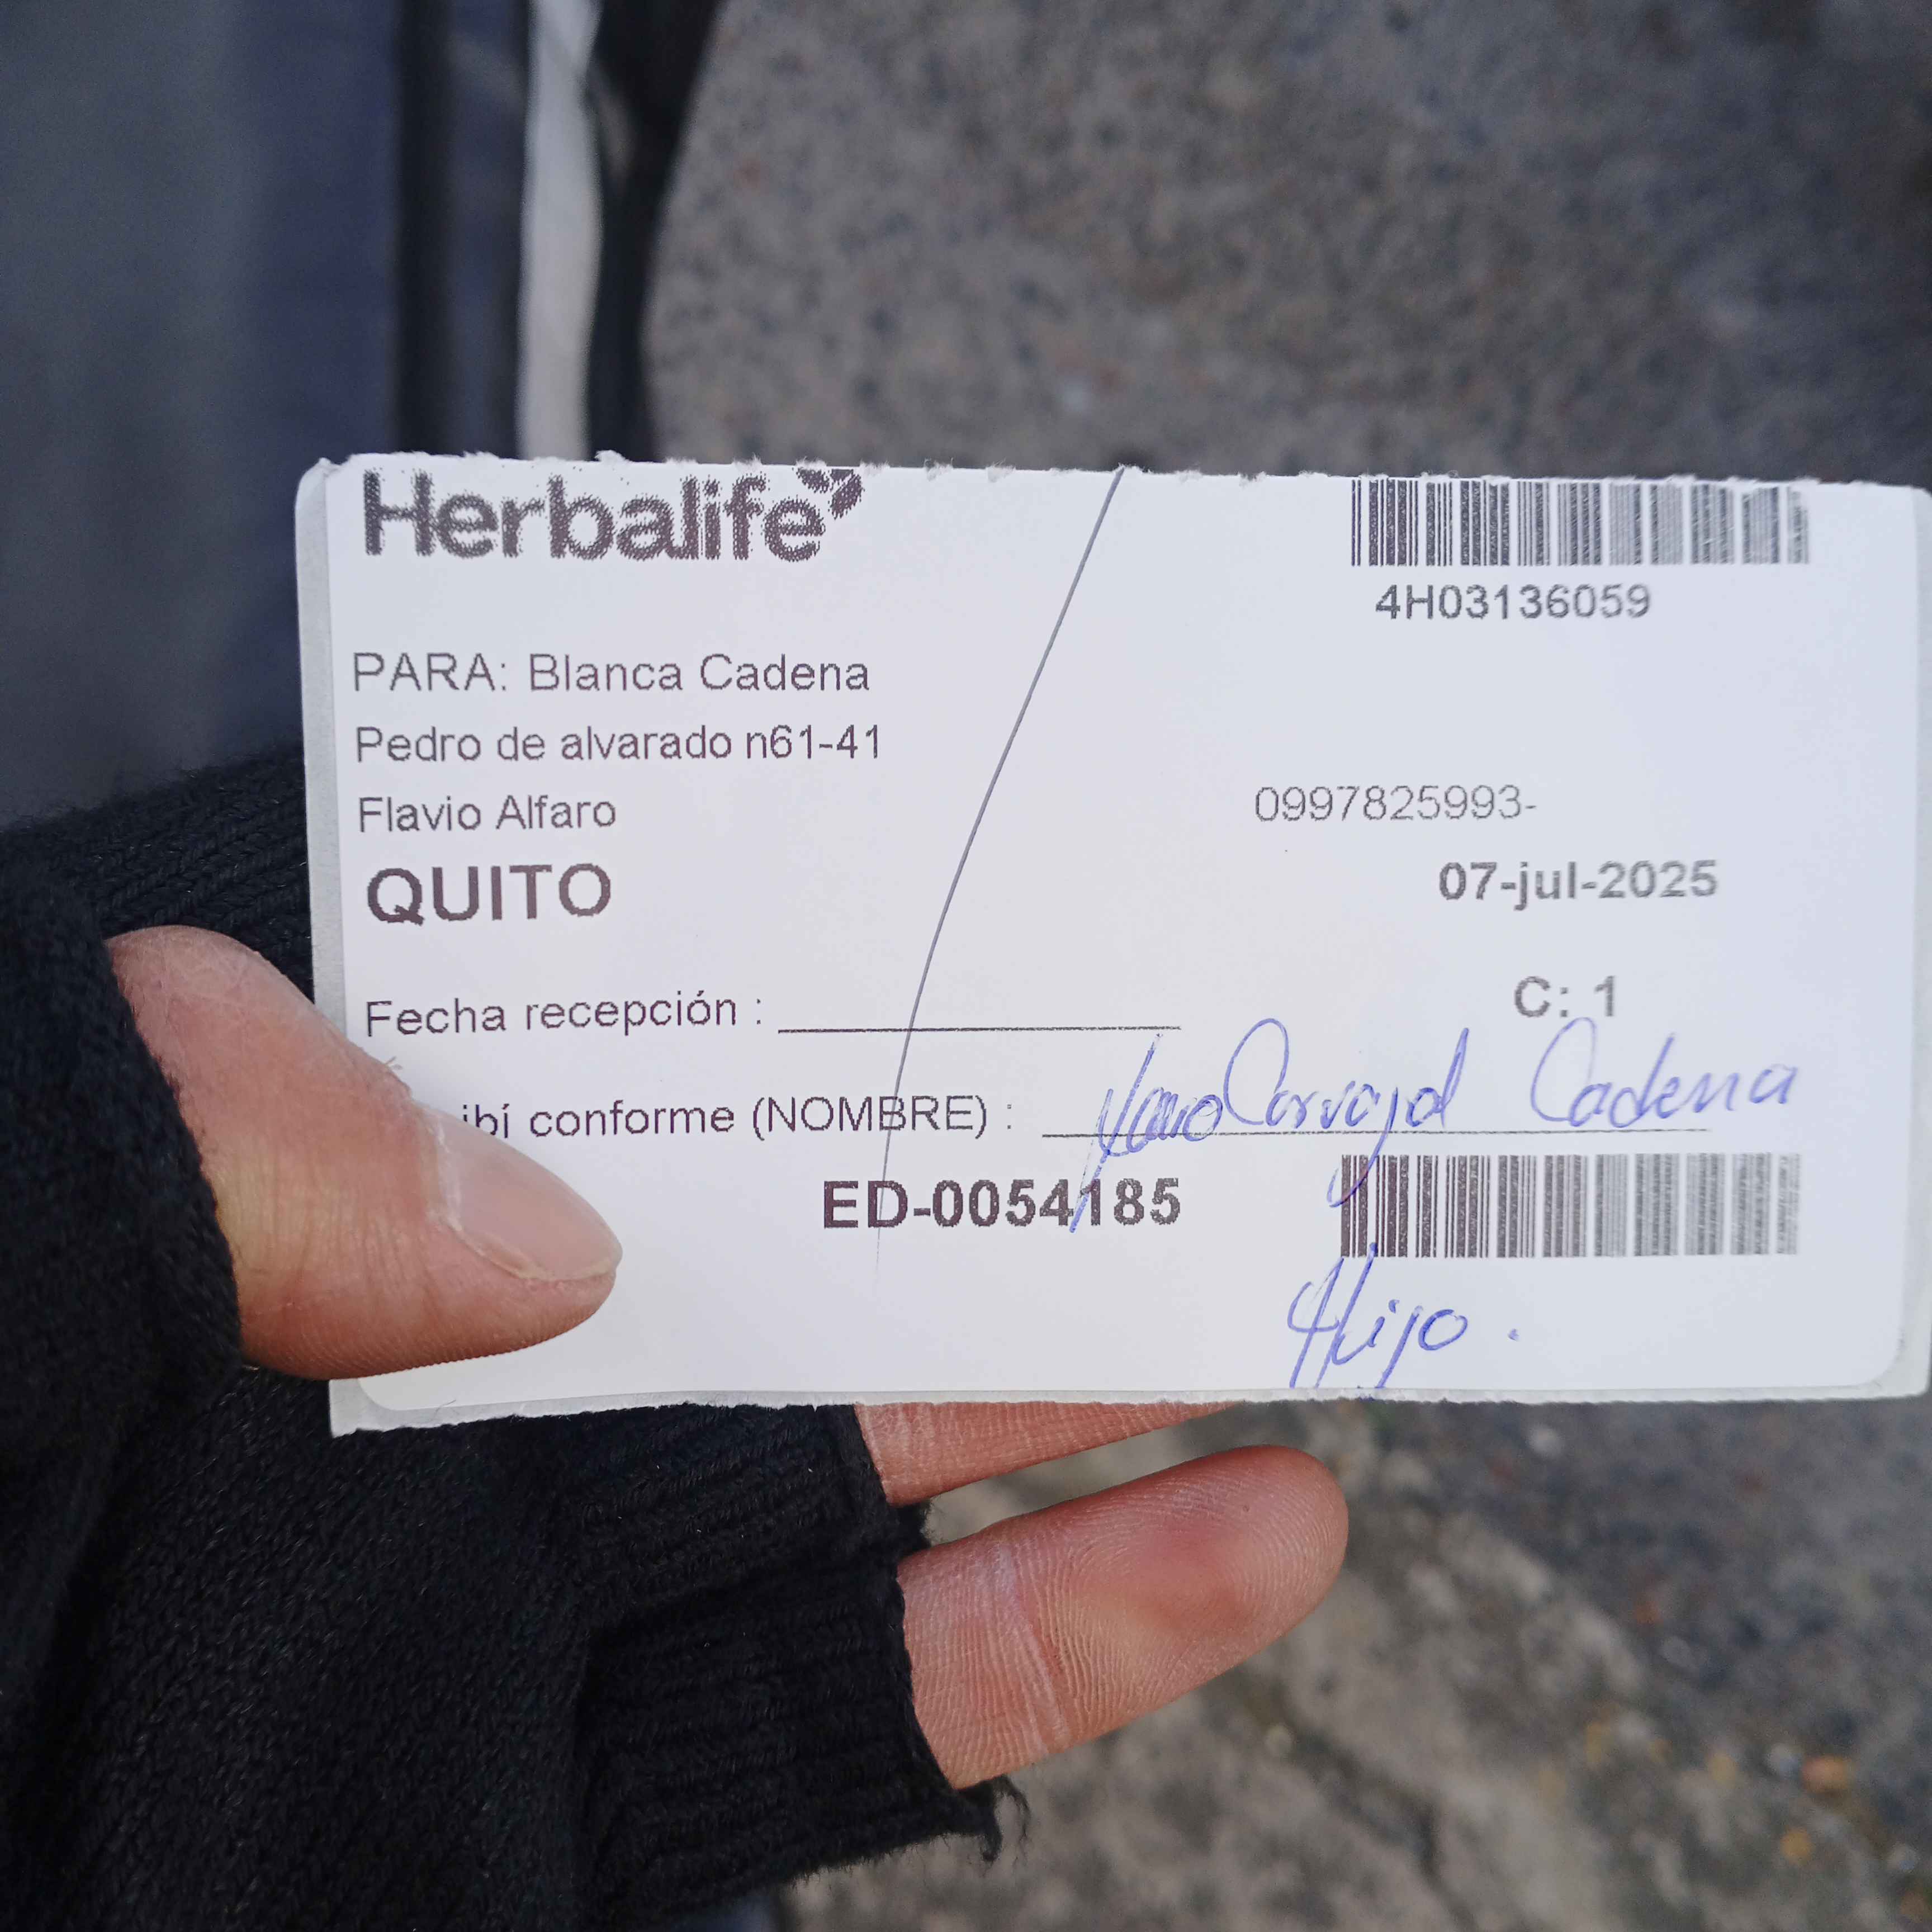 Herbalife
4H03136059
PARA: Blanca Cadena
Pedro de alvarado n61-41
Flavio Alfaro
0997825993-
QUITO
07-jul-2025
C: 1
Fecha recepción :
ibí conforme (NOMBRE) : Carvajal Cadena
ED-0054185
Hijo.